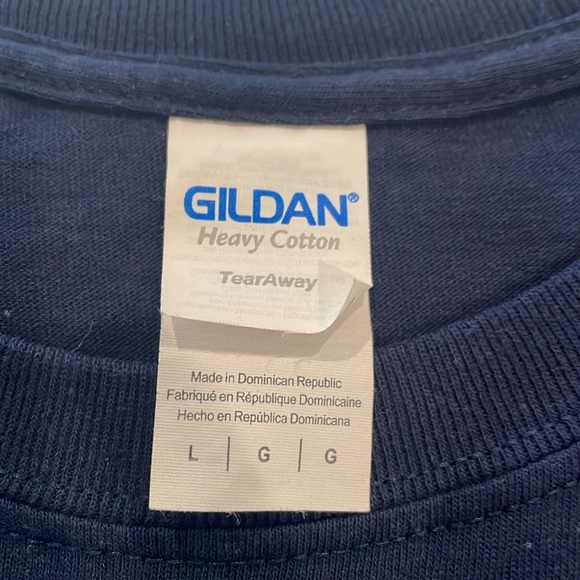 GILDAN®
Heavy Cotton
TearAway
Made in Dominican Republic
Fabriqué en République Dominicaine
Hecho en República Dominicana
L | G | G